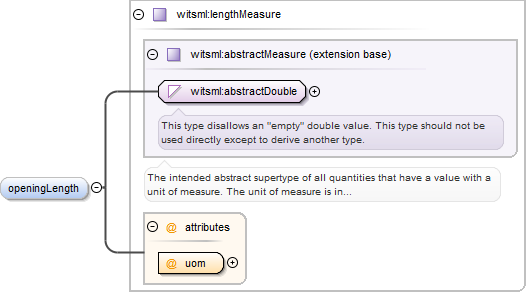 witsml:lengthMeasure
witsml:abstractMeasure (extension base)
witsml:abstractDouble
This type disallows an "empty" double value. This type should not be
used directly except to derive another type.
The intended abstract supertype of all quantities that have a value with a
unit of measure. The unit of measure is in...
openingLength
@ attributes
@ uom